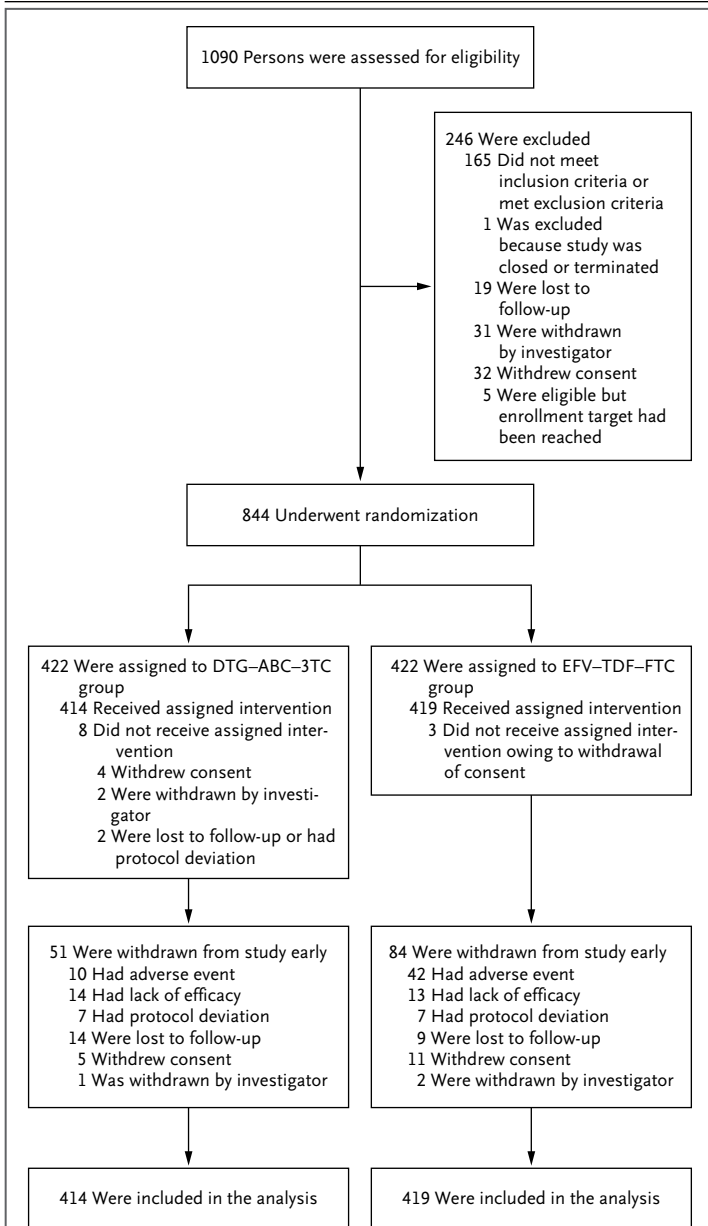 1090 Persons were assessed for eligibility
246 Were excluded
165 Did not meet
inclusion criteria or
met exclusion criteria
1 Was excluded
because study was
closed or terminated
19 Were lost to
follow-up
31 Were withdrawn
by investigator
32 Withdrew consent
5 Were eligible but
enrollment target had
been reached
844 Underwent randomization
422 Were assigned to DTG–ABC–3TC
group
414 Received assigned intervention
8 Did not receive assigned inter-
vention
4 Withdrew consent
2 Were withdrawn by investi-
gator
2 Were lost to follow-up or had
protocol deviation
422 Were assigned to EFV–TDF–FTC
group
419 Received assigned intervention
3 Did not receive assigned inter-
vention owing to withdrawal
of consent
51 Were withdrawn from study early
10 Had adverse event
14 Had lack of efficacy
7 Had protocol deviation
14 Were lost to follow-up
5 Withdrew consent
1 Was withdrawn by investigator
84 Were withdrawn from study early
42 Had adverse event
13 Had lack of efficacy
7 Had protocol deviation
9 Were lost to follow-up
11 Withdrew consent
2 Were withdrawn by investigator
414 Were included in the analysis
419 Were included in the analysis